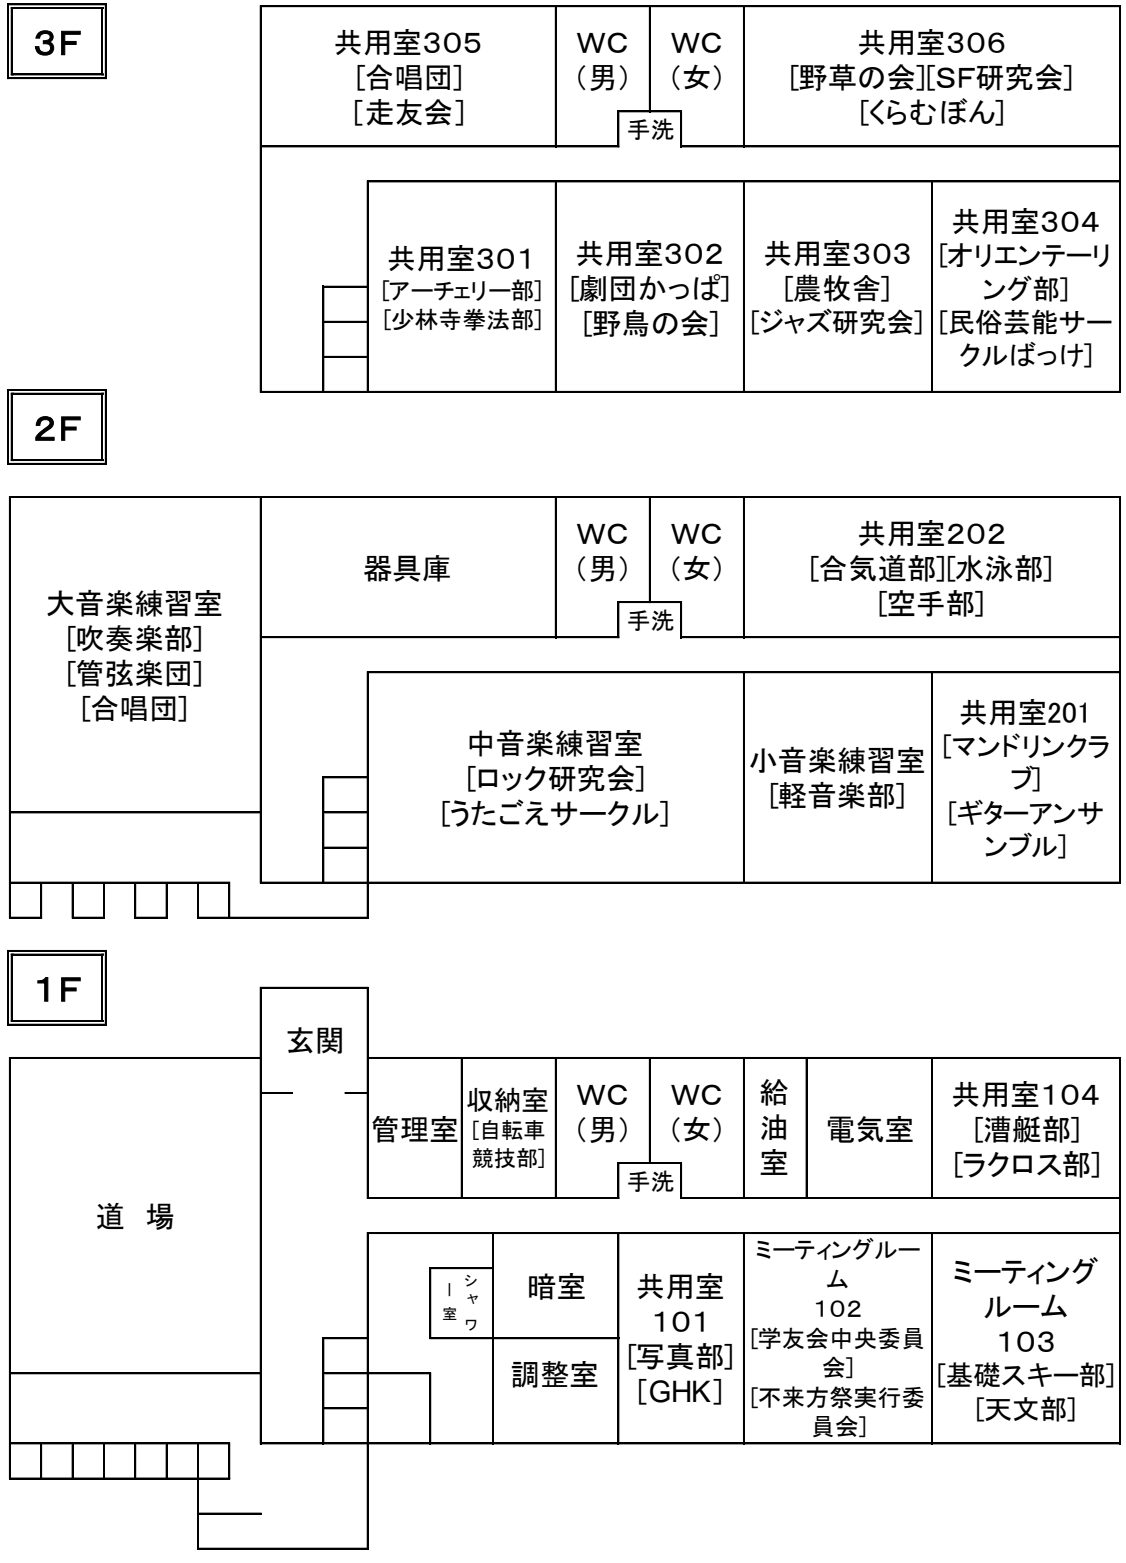 3F
共用室305
[合唱団]
[走友会]
WC
（男）
WC
（女）
手洗
共用室306
[野草の会][SF研究会]
[くらむぼん]
共用室301
[アーチェリー部]
[少林寺拳法部]
共用室302
[劇団かっぱ]
[野鳥の会]
共用室303
[農牧舎]
[ジャズ研究会]
共用室304
[オリエンテーリ
ング部]
[民俗芸能サー
クルばっけ]
2F
大音楽練習室
[吹奏楽部]
[管弦楽団]
[合唱団]
器具庫
WC
（男）
WC
（女）
手洗
共用室202
[合気道部][水泳部]
[空手部]
中音楽練習室
[ロック研究会]
[うたごえサークル]
小音楽練習室
[軽音楽部]
共用室201
[マンドリンクラ
ブ]
[ギターアンサ
ンブル]
1F
玄関
道 場
管理室
収納室
[自転車
競技部]
WC
（男）
WC
（女）
手洗
給
油
室
電気室
共用室104
[漕艇部]
[ラクロス部]
シャワ
ー室
暗室
調整室
共用室
101
[写真部]
[GHK]
ミーティングルー
ム
102
[学友会中央委員
会]
[不来方祭実行委
員会]
ミーティング
ルーム
103
[基礎スキー部]
[天文部]